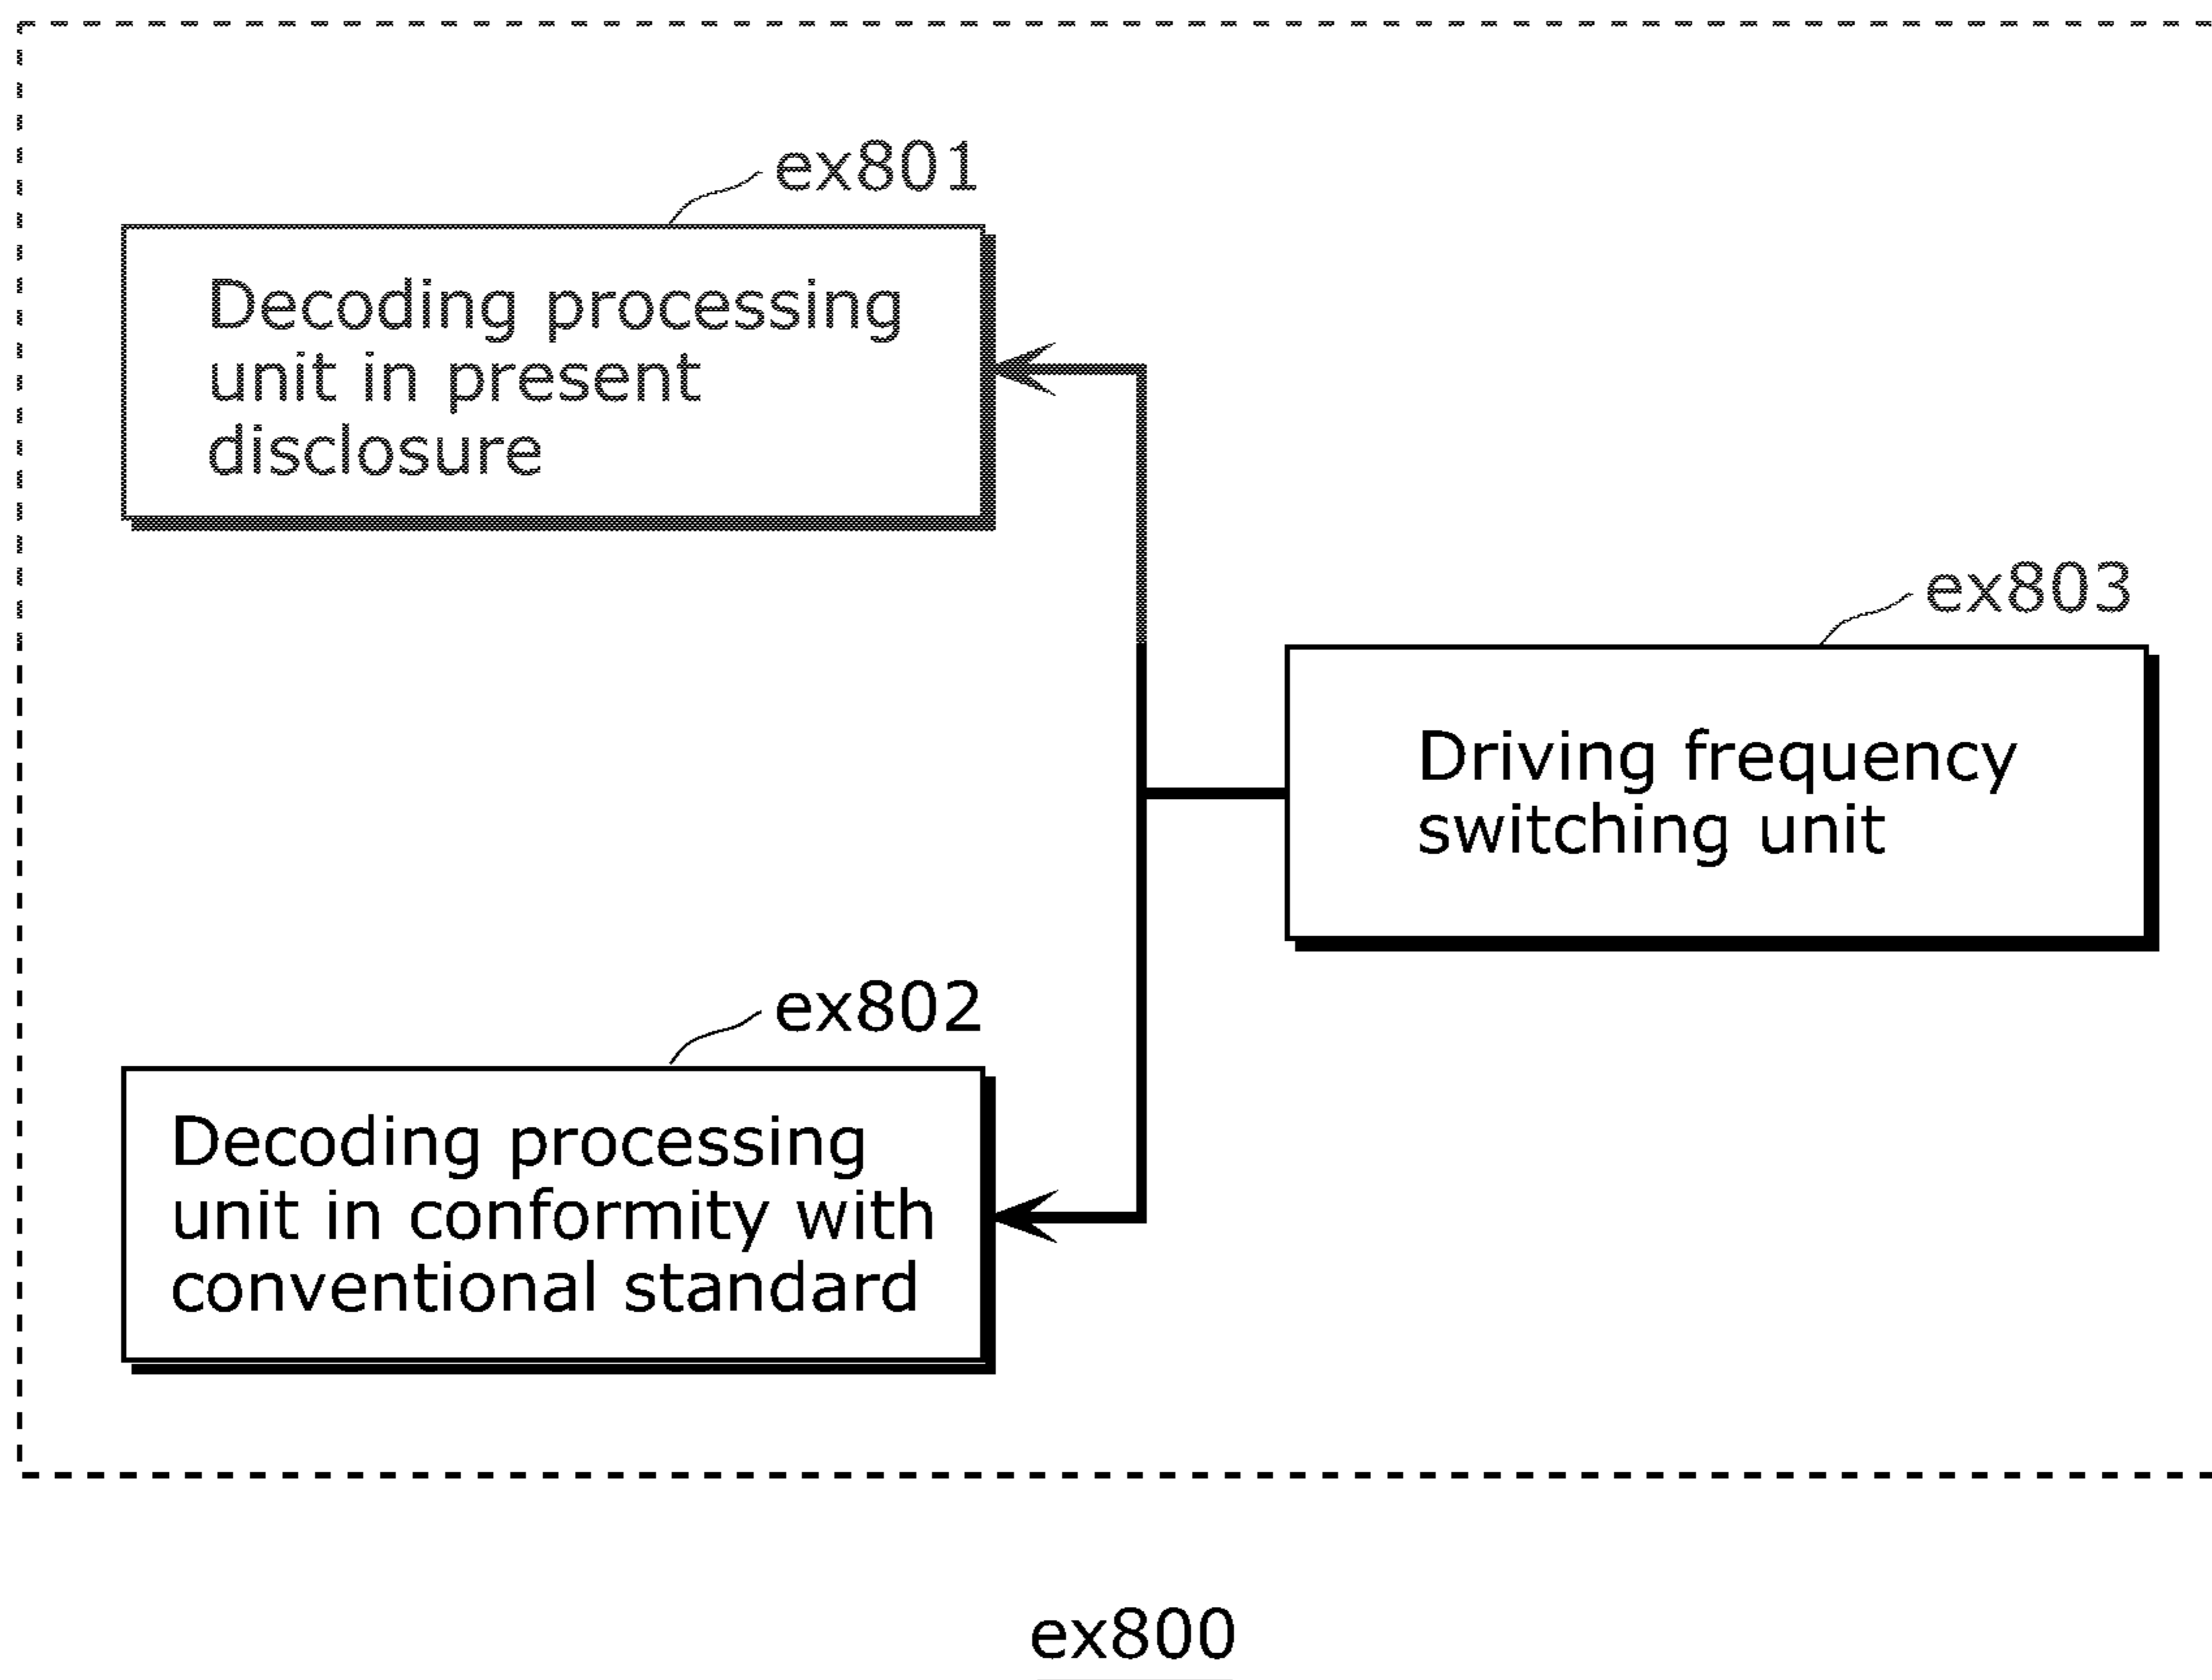 ex801
Decoding processing
unit in present
disclosure
ex803
Driving frequency
switching unit
ex802
Decoding processing
unit in conformity with
conventional standard
ex800